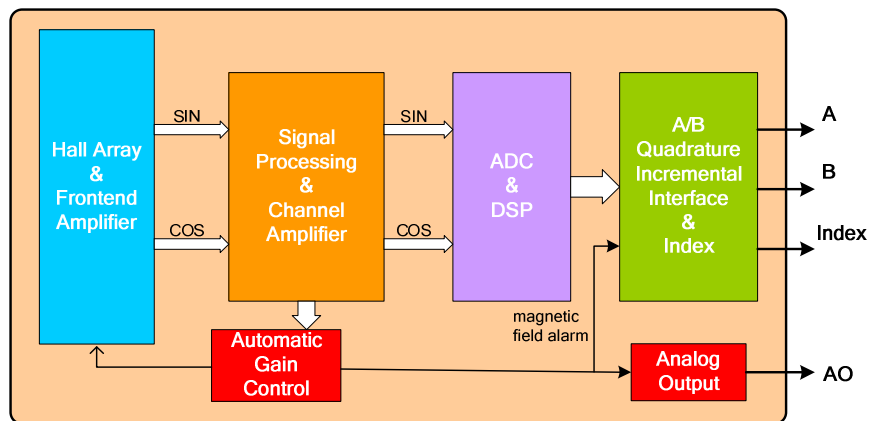 Hall Array
&
Frontend
Amplifier
SIN
COS
Signal
Processing
&
Channel
Amplifier
SIN
COS
ADC
&
DSP
A/B
Quadrature
Incremental
Interface
&
Index
A
B
Index
magnetic
field alarm
Automatic
Gain
Control
Analog
Output
AO